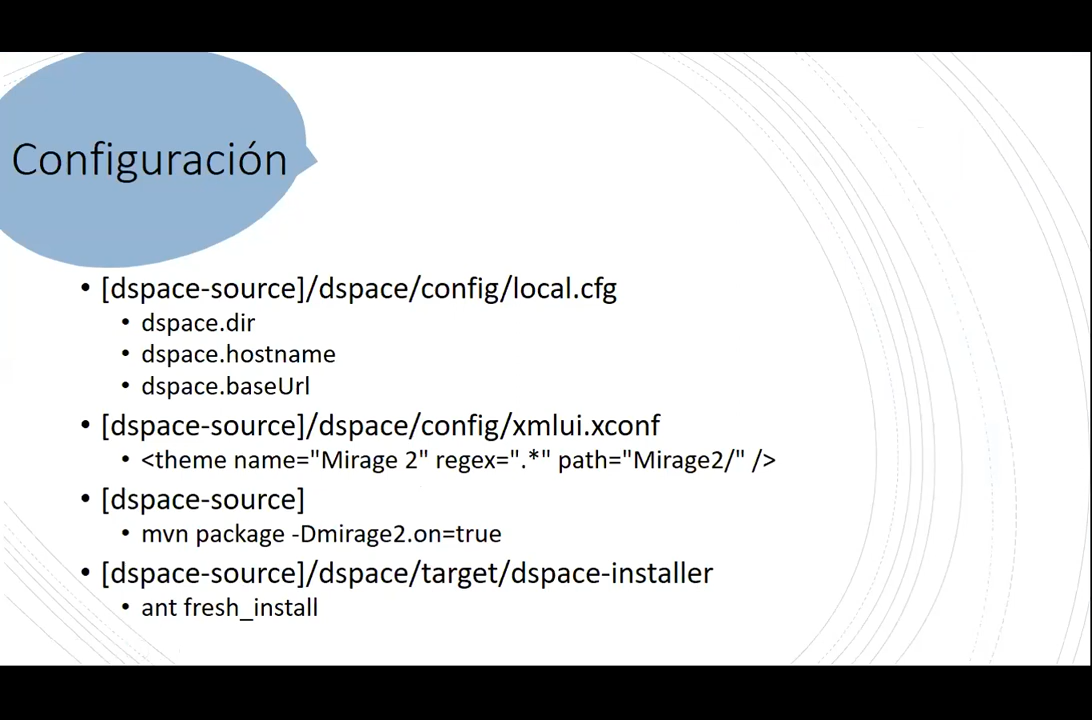 Configuración
• [dspace-source]/dspace/config/local.cfg
• dspace.dir
• dspace.hostname
• dspace.baseUrl
• [dspace-source]/dspace/config/xmlui.xconf
• <theme name="Mirage 2" regex=".*" path="Mirage2/" />
• [dspace-source]
• mvn package -Dmirage2.on=true
• [dspace-source]/dspace/target/dspace-installer
• ant fresh_install